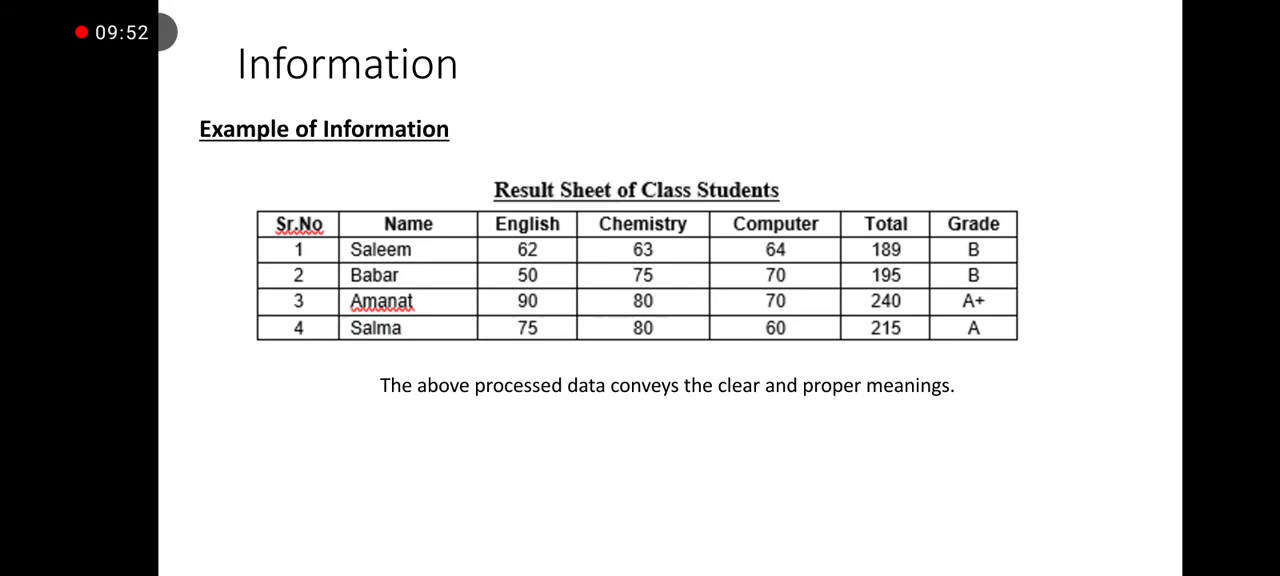 09:52
Information
Example of Information
Result Sheet of Class Students
Sr.No Name English Chemistry Computer Total Grade
1 Saleem 62 63 64 189 B
2 Babar 50 75 70 195 B
3 Amanat 90 80 70 240 A+
4 Salma 75 80 60 215 A
The above processed data conveys the clear and proper meanings.